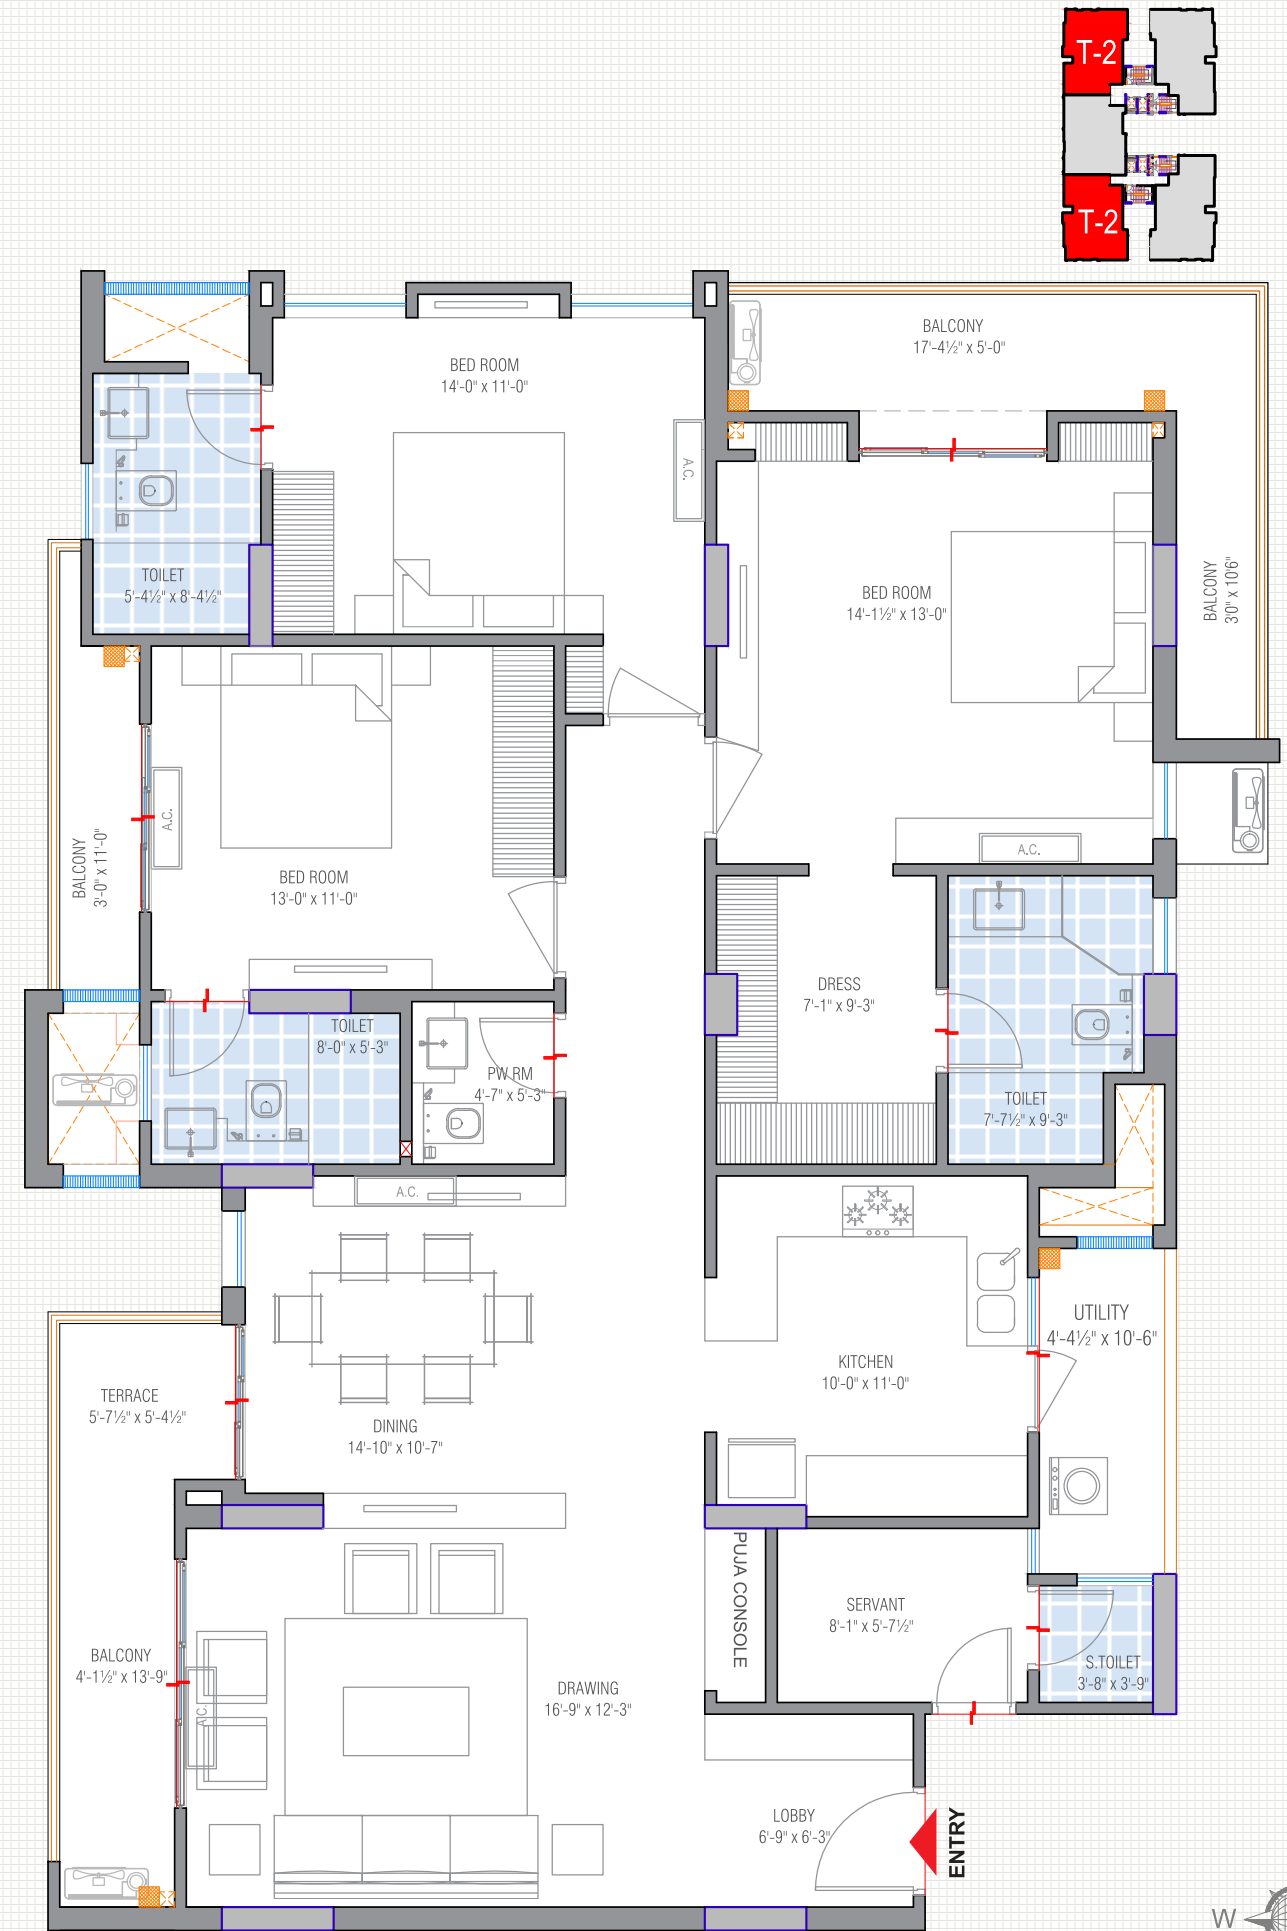 T-2
T-2
BALCONY
17'-4½" x 5'-0"
BED ROOM
14'-0" x 11'-0"
A.C.
BED ROOM
14'-1½" x 13'-0"
BALCONY
3'0" x 10'6"
TOILET
5'-4½" x 8'-4½"
A.C.
BALCONY
3'-0" x 11'-0"
BED ROOM
13'-0" x 11'-0"
A.C.
DRESS
7'-1" x 9'-3"
TOILET
8'-0" x 5'-3"
PW RM
4'-7" x 5'-3"
TOILET
7'-7½" x 9'-3"
A.C.
UTILITY
4'-4½" x 10'-6"
KITCHEN
10'-0" x 11'-0"
TERRACE
5'-7½" x 5'-4½"
DINING
14'-10" x 10'-7"
PUJA CONSOLE
SERVANT
8'-1" x 5'-7½"
BALCONY
4'-1½" x 13'-9"
S.TOILET
3'-8" x 3'-9"
A.C.
DRAWING
16'-9" x 12'-3"
LOBBY
6'-9" x 6'-3"
ENTRY
W